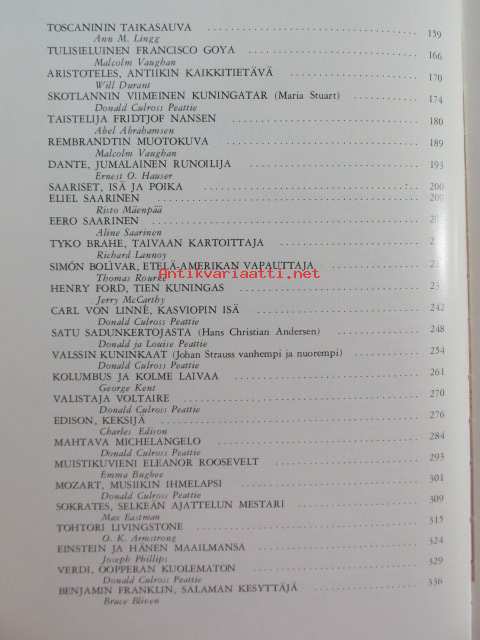 TOSCANININ TAIKASAUVA 159
Ann M. Lingg
TULISIELUINEN FRANCISCO GOYA 166
Malcolm Vaughan
ARISTOTELES, ANTIIKIN KAIKKITIETÄVÄ 170
Will Durant
SKOTLANNIN VIIMEINEN KUNINGATAR (Maria Stuart) 174
Donald Culross Peattie
TAISTELIJA FRIDTJOF NANSEN 180
Abel Abrahamsen
REMBRANDTIN MUOTOKUVA 189
Malcolm Vaughan
DANTE, JUMALAINEN RUNOILIJA 193
Ernest O. Hauser
SAARISET, ISÄ JA POIKA 200
ELIEL SAARINEN 200
Risto Mäenpää
EERO SAARINEN
Aline Saarinen
TYKO BRAHE, TAIVAAN KARTOITTAJA
Richard Lannoy
SIMÓN BOLÍVAR, ETELÄ-AMERIKAN VAPAUTTAJA
Thomas Rourke
Antikvariaatti.net
HENRY FORD, TIEN KUNINGAS
Jerry McCarthy
CARL VON LINNÉ, KASVIOPIN ISÄ 242
Donald Culross Peattie
SATU SADUNKERTOJASTA (Hans Christian Andersen) 248
Donald ja Louise Peattie
VALSSIN KUNINKAAT (Johan Strauss vanhempi ja nuorempi) 254
Donald Culross Peattie
KOLUMBUS JA KOLME LAIVAA 261
George Kent
VALISTAJA VOLTAIRE 270
Donald Culross Peattie
EDISON, KEKSIJÄ 276
Charles Edison
MAHTAVA MICHELANGELO 284
Donald Culross Peattie
MUISTIKUVIENI ELEANOR ROOSEVELT 293
Emma Bugbee
MOZART, MUSIIKIN IHMELAPSI 301
Donald Culross Peattie
SOKRATES, SELKEÄN AJATTELUN MESTARI 309
Max Eastman
TOHTORI LIVINGSTONE 315
O. K. Armstrong
EINSTEIN JA HÄNEN MAAILMANSA 324
Joseph Phillips
VERDI, OOPPERAN KUOLEMATON 329
Donald Culross Peattie
BENJAMIN FRANKLIN, SALAMAN KESYTTÄJÄ 336
Bruce Bliven